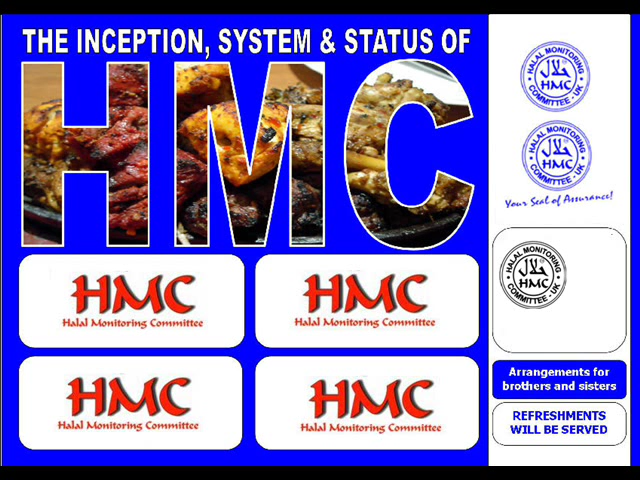 THE INCEPTION, SYSTEM & STATUS OF
HMC
HMC
Halal Monitoring Committee
HMC
Halal Monitoring Committee
HMC
Halal Monitoring Committee
HMC
Halal Monitoring Committee
HALAL MONITORING
حلال
HMC
COMMITTEE - UK
HALAL MONITORING
حلال
HMC
COMMITTEE - UK
Your Seal of Assurance!
HALAL MONITORING
حلال
HMC
COMMITTEE - UK
Arrangements for
brothers and sisters
REFRESHMENTS
WILL BE SERVED